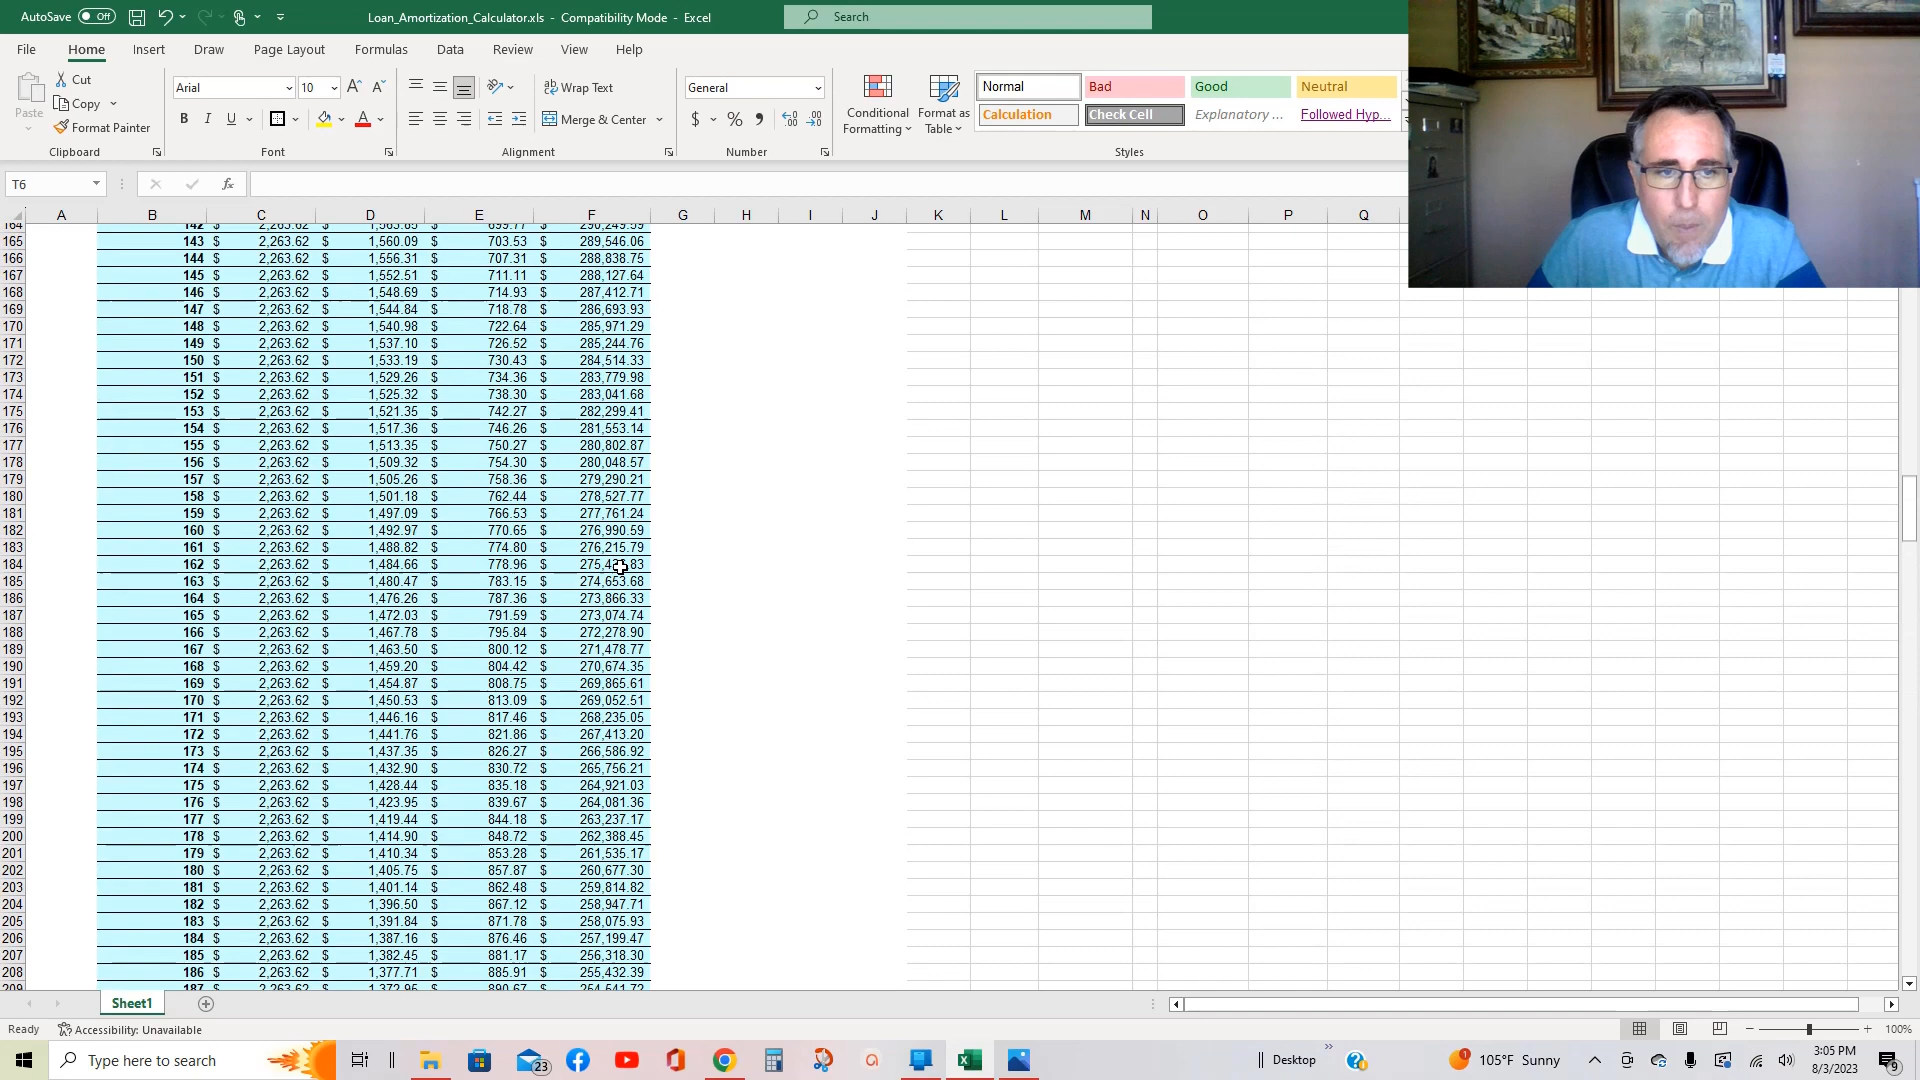 AutoSave Off Loan_Amortization_Calculator.xls - Compatibility Mode - Excel Search
File Home Insert Draw Page Layout Formulas Data Review View Help
Paste Cut Copy Format Painter
Arial 10 B I U A A
Wrap Text Merge & Center
General $ % 9
Conditional Formatting Format as Table
Normal Bad Good Neutral
Calculation Check Cell Explanatory ... Followed Hyp...
Clipboard Font Alignment Number Styles
T6 fx
A B C D E F G H I J K L M N O P Q
164 142 $ 2,263.62 $ 1,563.85 $ 699.77 $ 290,249.59
165 143 $ 2,263.62 $ 1,560.09 $ 703.53 $ 289,546.06
166 144 $ 2,263.62 $ 1,556.31 $ 707.31 $ 288,838.75
167 145 $ 2,263.62 $ 1,552.51 $ 711.11 $ 288,127.64
168 146 $ 2,263.62 $ 1,548.69 $ 714.93 $ 287,412.71
169 147 $ 2,263.62 $ 1,544.84 $ 718.78 $ 286,693.93
170 148 $ 2,263.62 $ 1,540.98 $ 722.64 $ 285,971.29
171 149 $ 2,263.62 $ 1,537.10 $ 726.52 $ 285,244.76
172 150 $ 2,263.62 $ 1,533.19 $ 730.43 $ 284,514.33
173 151 $ 2,263.62 $ 1,529.26 $ 734.36 $ 283,779.98
174 152 $ 2,263.62 $ 1,525.32 $ 738.30 $ 283,041.68
175 153 $ 2,263.62 $ 1,521.35 $ 742.27 $ 282,299.41
176 154 $ 2,263.62 $ 1,517.36 $ 746.26 $ 281,553.14
177 155 $ 2,263.62 $ 1,513.35 $ 750.27 $ 280,802.87
178 156 $ 2,263.62 $ 1,509.32 $ 754.30 $ 280,048.57
179 157 $ 2,263.62 $ 1,505.26 $ 758.36 $ 279,290.21
180 158 $ 2,263.62 $ 1,501.18 $ 762.44 $ 278,527.77
181 159 $ 2,263.62 $ 1,497.09 $ 766.53 $ 277,761.24
182 160 $ 2,263.62 $ 1,492.97 $ 770.65 $ 276,990.59
183 161 $ 2,263.62 $ 1,488.82 $ 774.80 $ 276,215.79
184 162 $ 2,263.62 $ 1,484.66 $ 778.96 $
185 163 $ 2,263.62 $ 1,480.47 $ 783.15 $ 274,653.68
186 164 $ 2,263.62 $ 1,476.26 $ 787.36 $ 273,866.33
187 165 $ 2,263.62 $ 1,472.03 $ 791.59 $ 273,074.74
188 166 $ 2,263.62 $ 1,467.78 $ 795.84 $ 272,278.90
189 167 $ 2,263.62 $ 1,463.50 $ 800.12 $ 271,478.77
190 168 $ 2,263.62 $ 1,459.20 $ 804.42 $ 270,674.35
191 169 $ 2,263.62 $ 1,454.87 $ 808.75 $ 269,865.61
192 170 $ 2,263.62 $ 1,450.53 $ 813.09 $ 269,052.51
193 171 $ 2,263.62 $ 1,446.16 $ 817.46 $ 268,235.05
194 172 $ 2,263.62 $ 1,441.76 $ 821.86 $ 267,413.20
195 173 $ 2,263.62 $ 1,437.35 $ 826.27 $ 266,586.92
196 174 $ 2,263.62 $ 1,432.90 $ 830.72 $ 265,756.21
197 175 $ 2,263.62 $ 1,428.44 $ 835.18 $ 264,921.03
198 176 $ 2,263.62 $ 1,423.95 $ 839.67 $ 264,081.36
199 177 $ 2,263.62 $ 1,419.44 $ 844.18 $ 263,237.17
200 178 $ 2,263.62 $ 1,414.90 $ 848.72 $ 262,388.45
201 179 $ 2,263.62 $ 1,410.34 $ 853.28 $ 261,535.17
202 180 $ 2,263.62 $ 1,405.75 $ 857.87 $ 260,677.30
203 181 $ 2,263.62 $ 1,401.14 $ 862.48 $ 259,814.82
204 182 $ 2,263.62 $ 1,396.50 $ 867.12 $ 258,947.71
205 183 $ 2,263.62 $ 1,391.84 $ 871.78 $ 258,075.93
206 184 $ 2,263.62 $ 1,387.16 $ 876.46 $ 257,199.47
207 185 $ 2,263.62 $ 1,382.45 $ 881.17 $ 256,318.30
208 186 $ 2,263.62 $ 1,377.71 $ 885.91 $ 255,432.39
209 187 $ 2,263.62 $ 1,372.95 $ 890.67 $ 254,541.72
Sheet1
Ready Accessibility: Unavailable 100%
Type here to search 23 Desktop 105°F Sunny 3:05 PM
8/3/2023 9